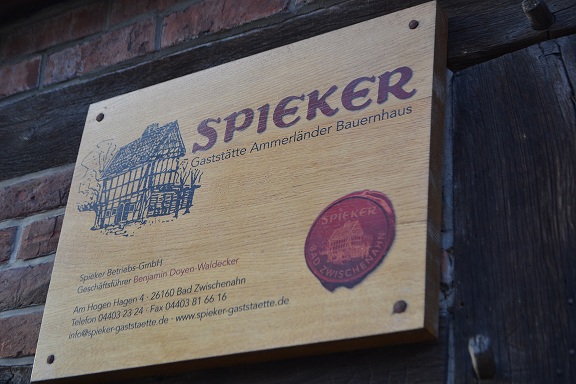 SPIEKER
Gaststätte Ammerländer Bauernhaus
Spieker Betriebs-GmbH
Geschäftsführer Benjamin Doyen-Waldecker
Am Hogen Hagen 4 · 26160 Bad Zwischenahn
Telefon 04403 23 24 · Fax 04403 81 66 16
info@spieker-gaststaette.de · www.spieker-gaststaette.de
SPIEKER
BAD ZWISCHENAHN